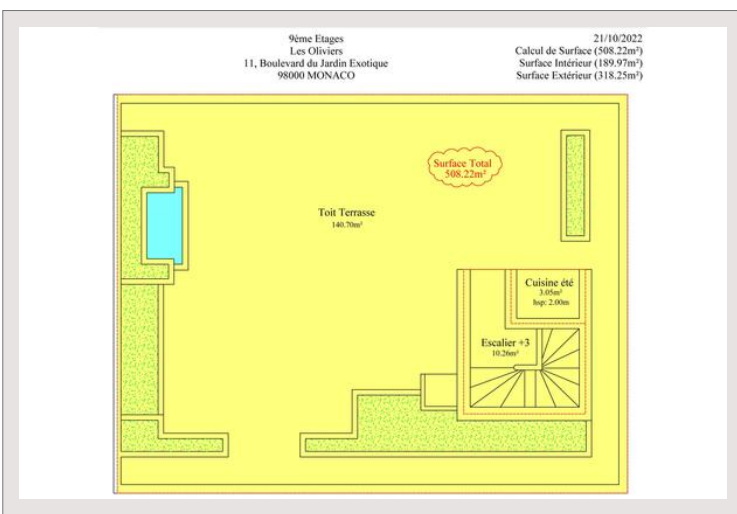 9ème Etages
Les Oliviers
11, Boulevard du Jardin Exotique
98000 MONACO
21/10/2022
Calcul de Surface (508.22m²)
Surface Intérieur (189.97m²)
Surface Extérieur (318.25m²)
Surface Total
508.22m²
Toit Terrasse
140.70m²
Cuisine été
3.05m²
hsp: 2.00m
Escalier +3
10.26m²